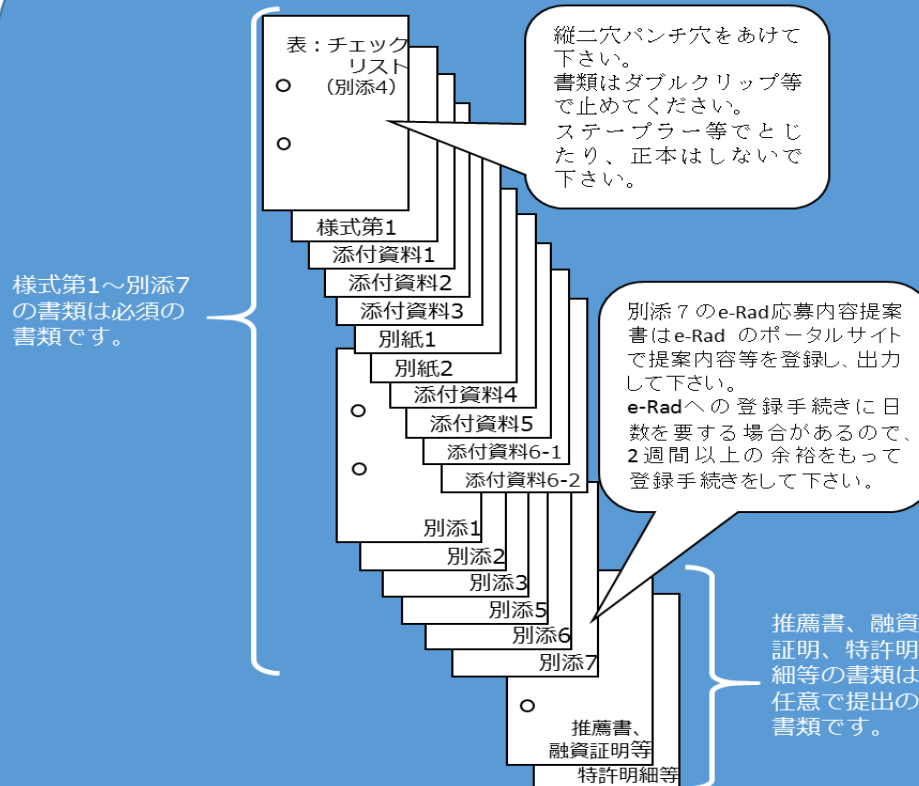 表：チェック
リスト
（別添4）
縦二穴パンチ穴をあけて
下さい。
書類はダブルクリップ等
で止めてください。
ステープラー等でとじ
たり、正本はしないで
下さい。
様式第1
添付資料1
添付資料2
添付資料3
別紙1
別紙2
添付資料4
添付資料5
添付資料6-1
添付資料6-2
様式第1～別添7
の書類は必須の
書類です。
別添７のe-Rad応募内容提案
書はe-Rad のポータルサイト
で提案内容等を登録し、出力
して下さい。
e-Radへの登録手続きに日
数を要する場合があるので、
2週間以上の余裕をもって
登録手続きをして下さい。
別添1
別添2
別添3
別添5
別添6
別添7
推薦書、
融資証明等
特許明細等
推薦書、融資
証明、特許明
細等の書類は
任意で提出の
書類です。